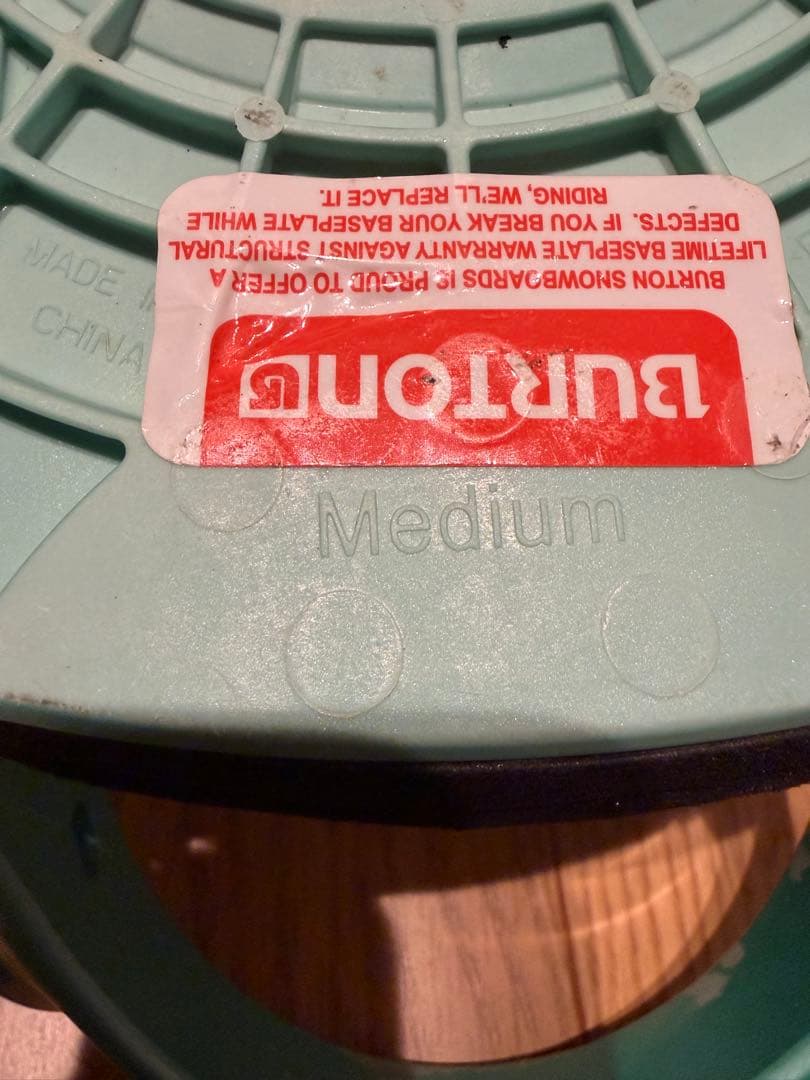 BURTON
BURTON SNOWBOARDS IS PROUD TO OFFER A
LIFETIME BASEPLATE WARRANTY AGAINST STRUCTURAL
DEFECTS. IF YOU BREAK YOUR BASEPLATE WHILE
RIDING, WE'LL REPLACE IT.
MADE
CHINA
Medium